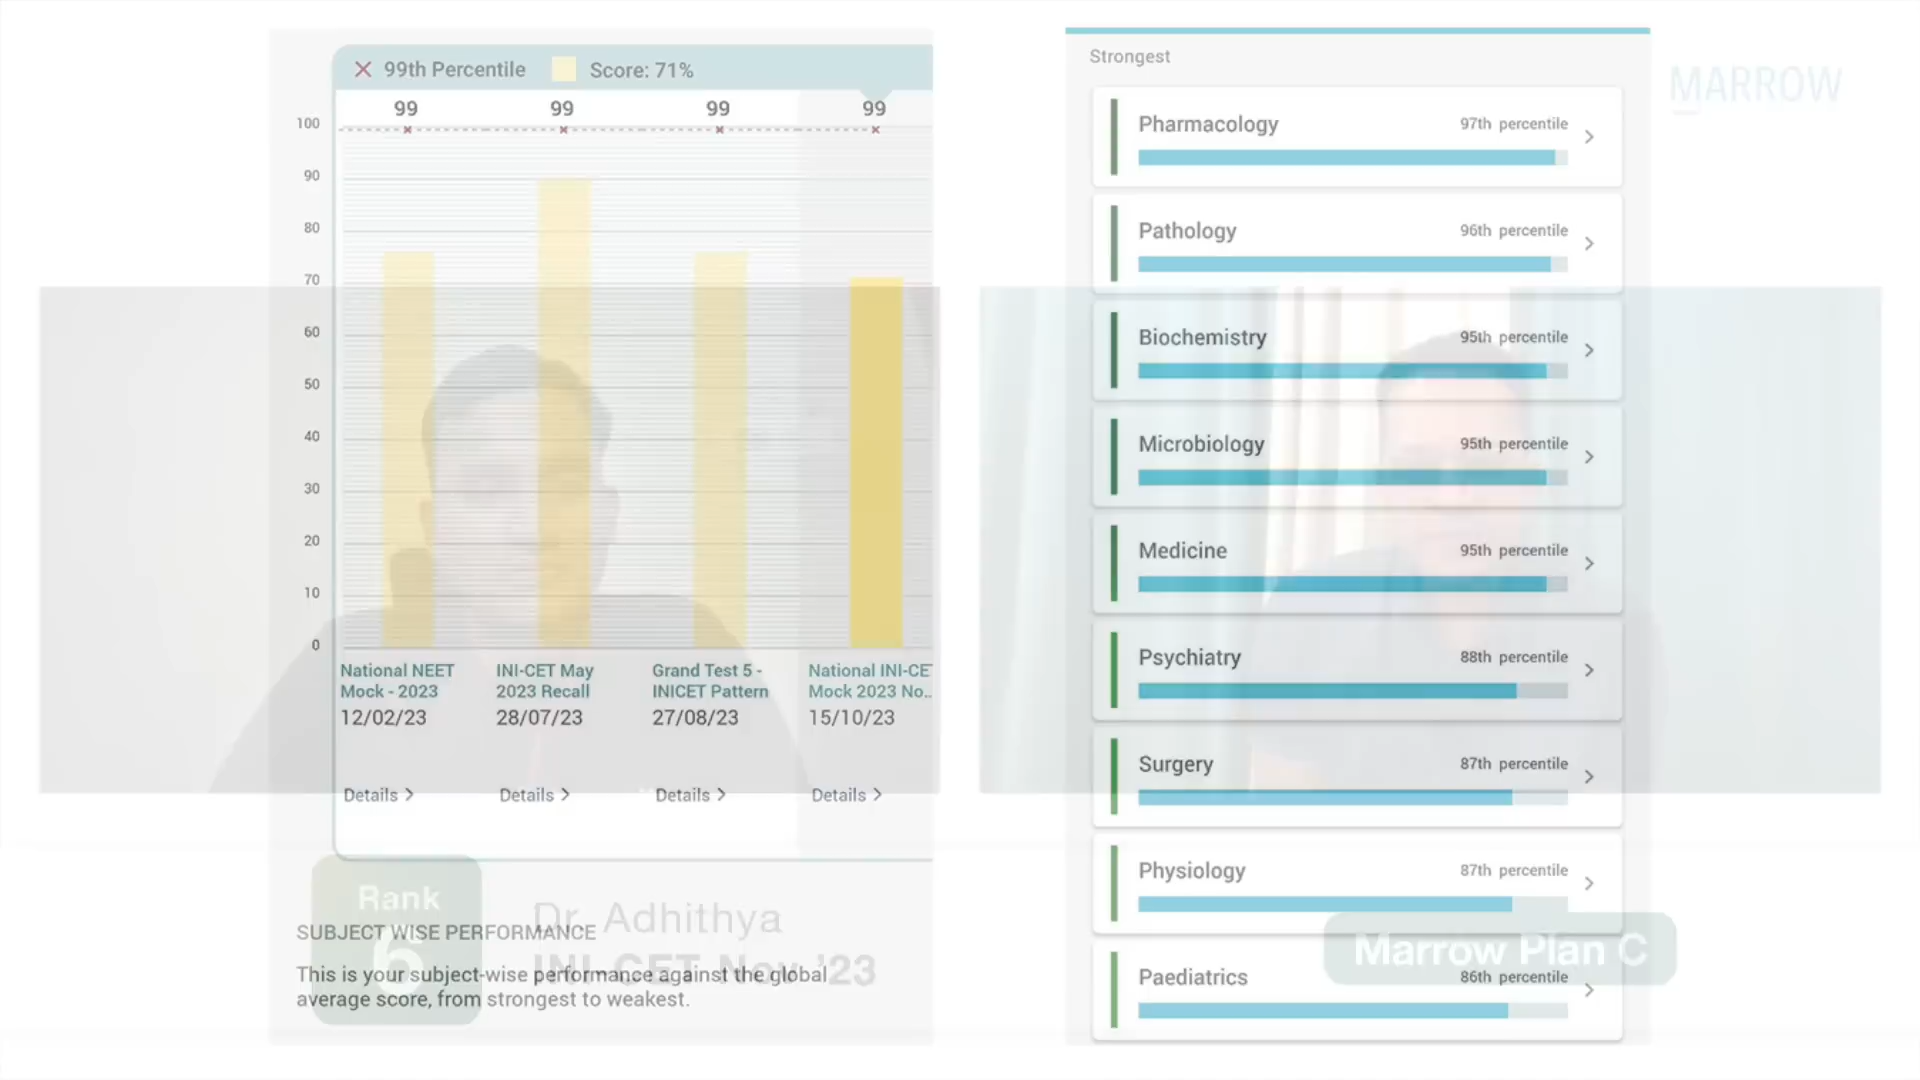 99th Percentile Score: 71%
99 99 99 99
100
90
80
70
60
50
40
30
20
10
0
National NEET Mock - 2023
12/02/23
Details
INI-CET May 2023 Recall
28/07/23
Details
Grand Test 5 - INICET Pattern
27/08/23
Details
National INI-CET
Mock 2023 No..
15/10/23
Details
SUBJECT WISE PERFORMANCE
This is your subject-wise performance against the global
average score, from strongest to weakest.
Rank
6
Dr. Adhithya
INI-CET Nov '23
Strongest
Pharmacology 97th percentile
Pathology 96th percentile
Biochemistry 95th percentile
Microbiology 95th percentile
Medicine 95th percentile
Psychiatry 88th percentile
Surgery 87th percentile
Physiology 87th percentile
Paediatrics 86th percentile
Marrow Plan C
MARROW